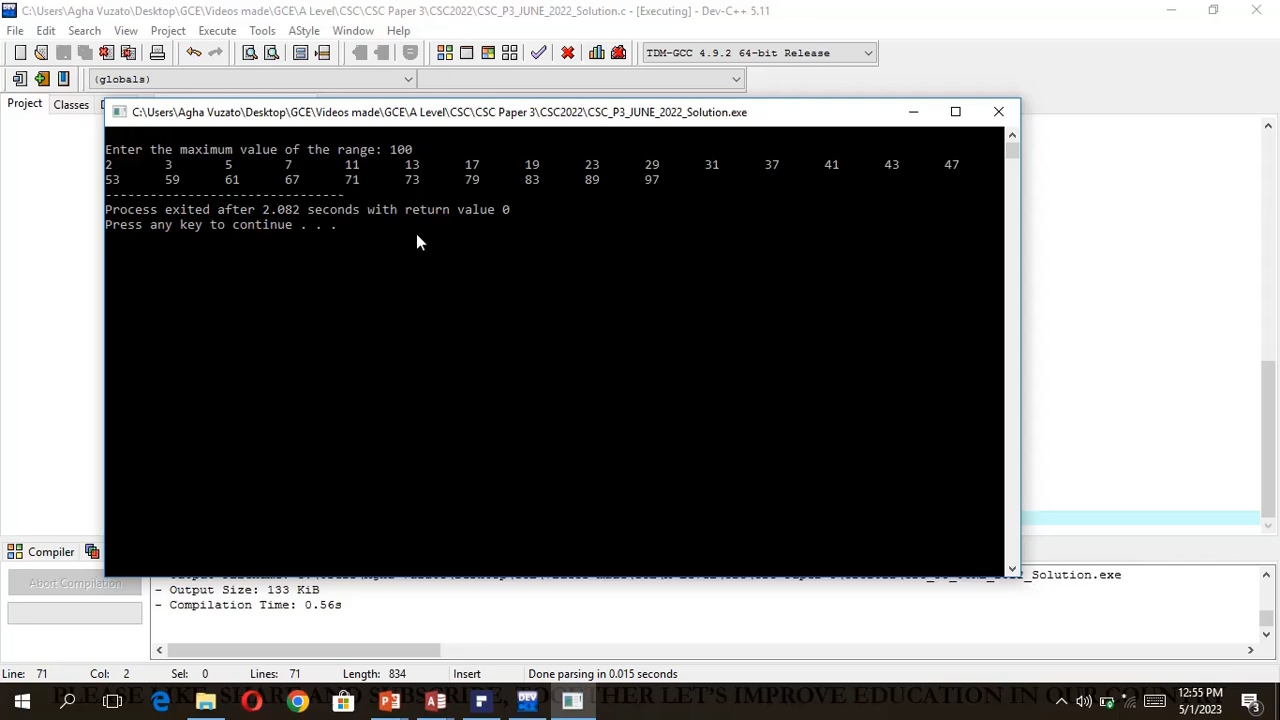 C:\Users\Agha Vuzato\Desktop\GCE\Videos made\GCE\A Level\CSC\CSC Paper 3\CSC2022\CSC_P3_JUNE_2022_Solution.c - [Executing] - Dev-C++ 5.11
File Edit Search View Project Execute Tools AStyle Window Help
TDM-GCC 4.9.2 64-bit Release
(globals)
Project Classes
C:\Users\Agha Vuzato\Desktop\GCE\Videos made\GCE\A Level\CSC\CSC Paper 3\CSC2022\CSC_P3_JUNE_2022_Solution.exe
Enter the maximum value of the range: 100
2 3 5 7 11 13 17 19 23 29 31 37 41 43 47
53 59 61 67 71 73 79 83 89 97
--------------------------------
Process exited after 2.082 seconds with return value 0
Press any key to continue . . .
Compiler
Abort Compilation
Solution.exe
- Output Size: 133 KiB
- Compilation Time: 0.56s
Line: 71 Col: 2 Sel: 0 Lines: 71 Length: 834 Insert Done parsing in 0.015 seconds
LET'S IMPROVE EDUCATION IN
12:55 PM
5/1/2023
3